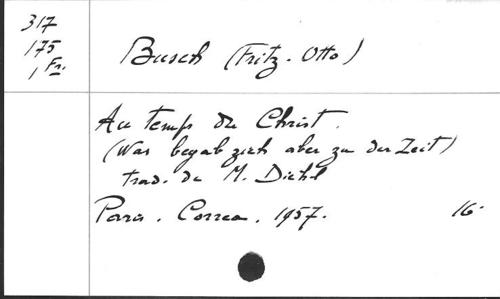 317
175
1 Fr.
Busch (Fritz-Otto)
Au temps du Christ.
(Was begab sich aber zu der Zeit)
trad. de M. Diehl
Paris. Correa. 1957. 16-